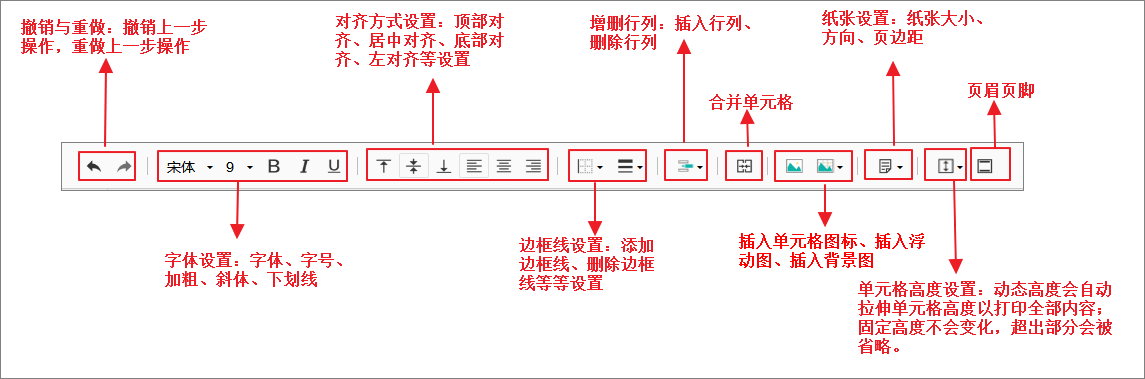 撤销与重做：撤销上一步
操作，重做上一步操作
对齐方式设置：顶部对
齐、居中对齐、底部对
齐、左对齐等设置
增删行列：插入行列、
删除行列
合并单元格
纸张设置：纸张大小、
方向、页边距
页眉页脚
宋体 9 B I U
字体设置：字体、字号、
加粗、斜体、下划线
边框线设置：添加
边框线、删除边框
线等等设置
插入单元格图标、插入浮
动图、插入背景图
单元格高度设置：动态高度会自动
拉伸单元格高度以打印全部内容；
固定高度不会变化，超出部分会被
省略。